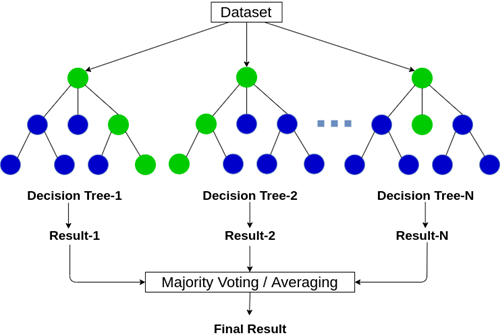 Dataset
Decision Tree-1
Decision Tree-2
Decision Tree-N
Result-1
Result-2
Result-N
Majority Voting / Averaging
Final Result